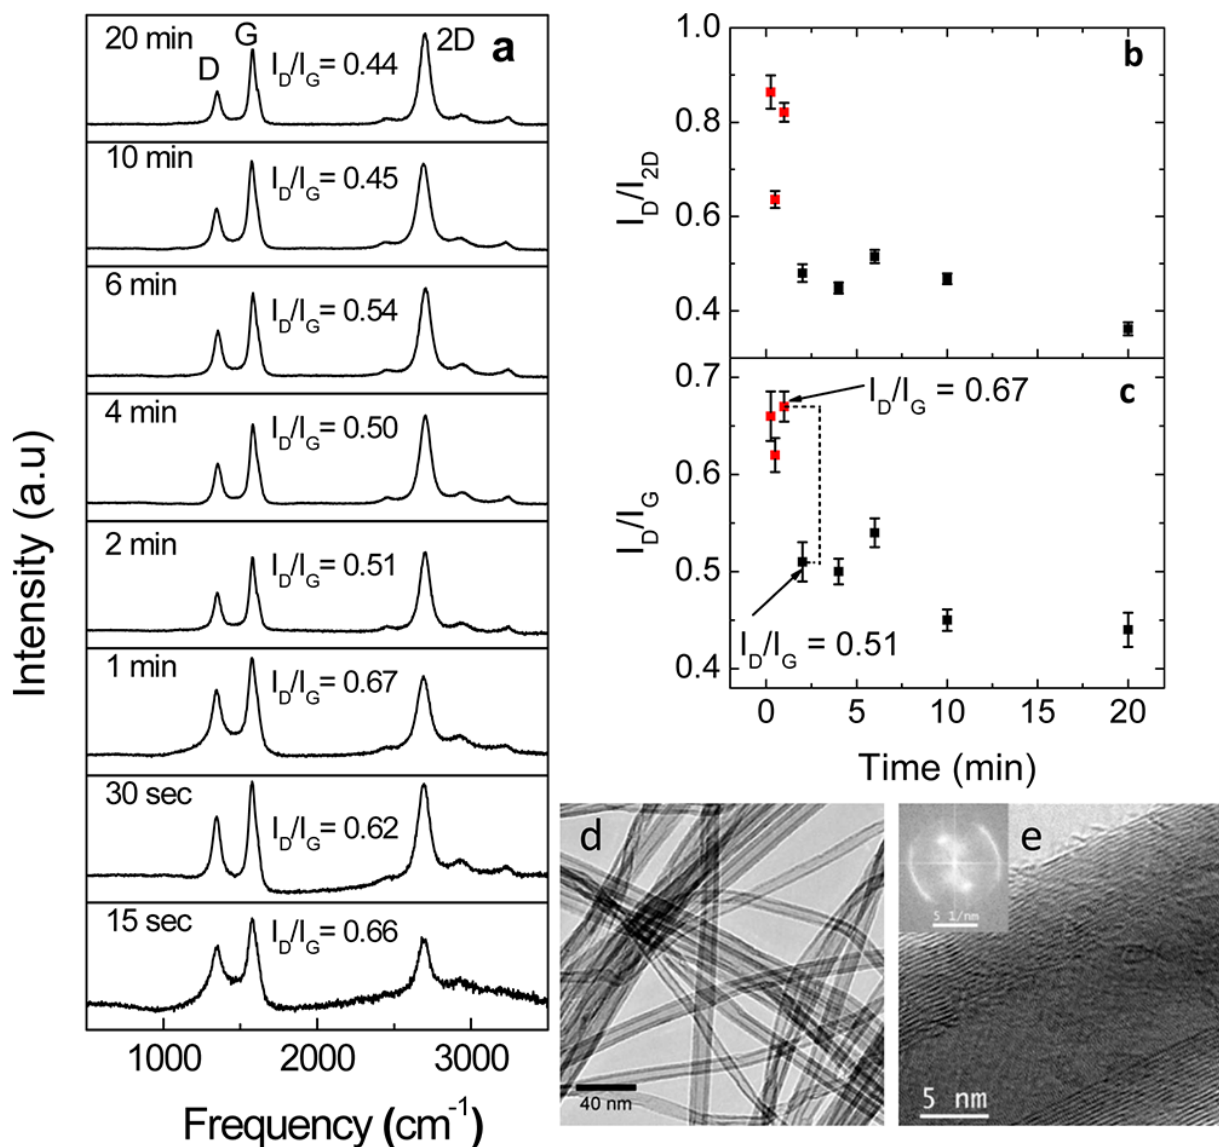 a
20 min
D
G
2D
I_D/I_G = 0.44
10 min
I_D/I_G = 0.45
6 min
I_D/I_G = 0.54
4 min
I_D/I_G = 0.50
2 min
I_D/I_G = 0.51
1 min
I_D/I_G = 0.67
30 sec
I_D/I_G = 0.62
15 sec
I_D/I_G = 0.66
Intensity (a.u)
1000 2000 3000
Frequency (cm⁻¹)
b
1.0
0.8
0.6
0.4
I_D/I_2D
c
0.7
0.6
0.5
0.4
I_D/I_G
I_D/I_G = 0.67
I_D/I_G = 0.51
0 5 10 15 20
Time (min)
d
40 nm
e
5 1/nm
5 nm